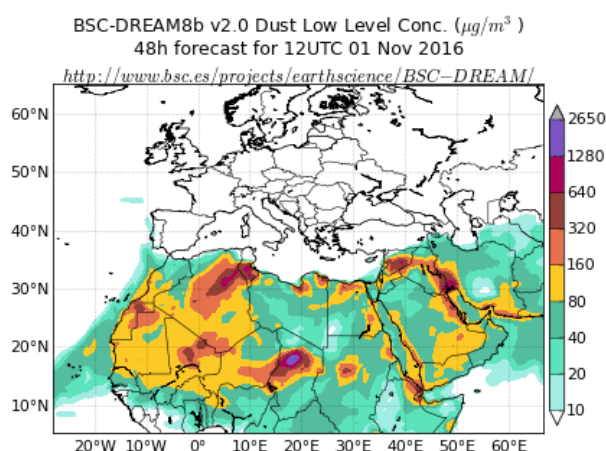 BSC-DREAM8b v2.0 Dust Low Level Conc. (μg/m³ )
48h forecast for 12UTC 01 Nov 2016
http://www.bsc.es/projects/earthscience/BSC−DREAM/
60°N
50°N
40°N
30°N
20°N
10°N
20°W 10°W 0° 10°E 20°E 30°E 40°E 50°E 60°E
2650
1280
640
320
160
80
40
20
10